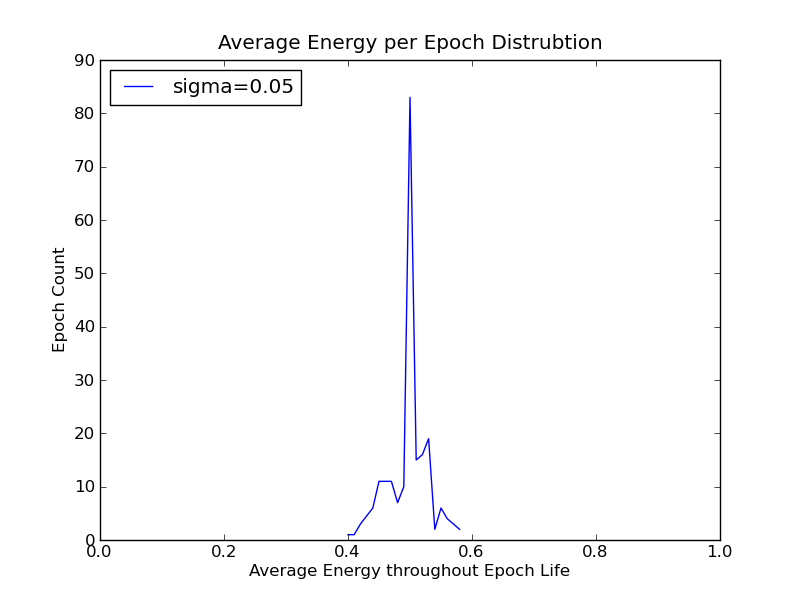 Average Energy per Epoch Distrubtion
sigma=0.05
90
80
70
60
50
40
30
20
10
0
Epoch Count
0.0 0.2 0.4 0.6 0.8 1.0
Average Energy throughout Epoch Life